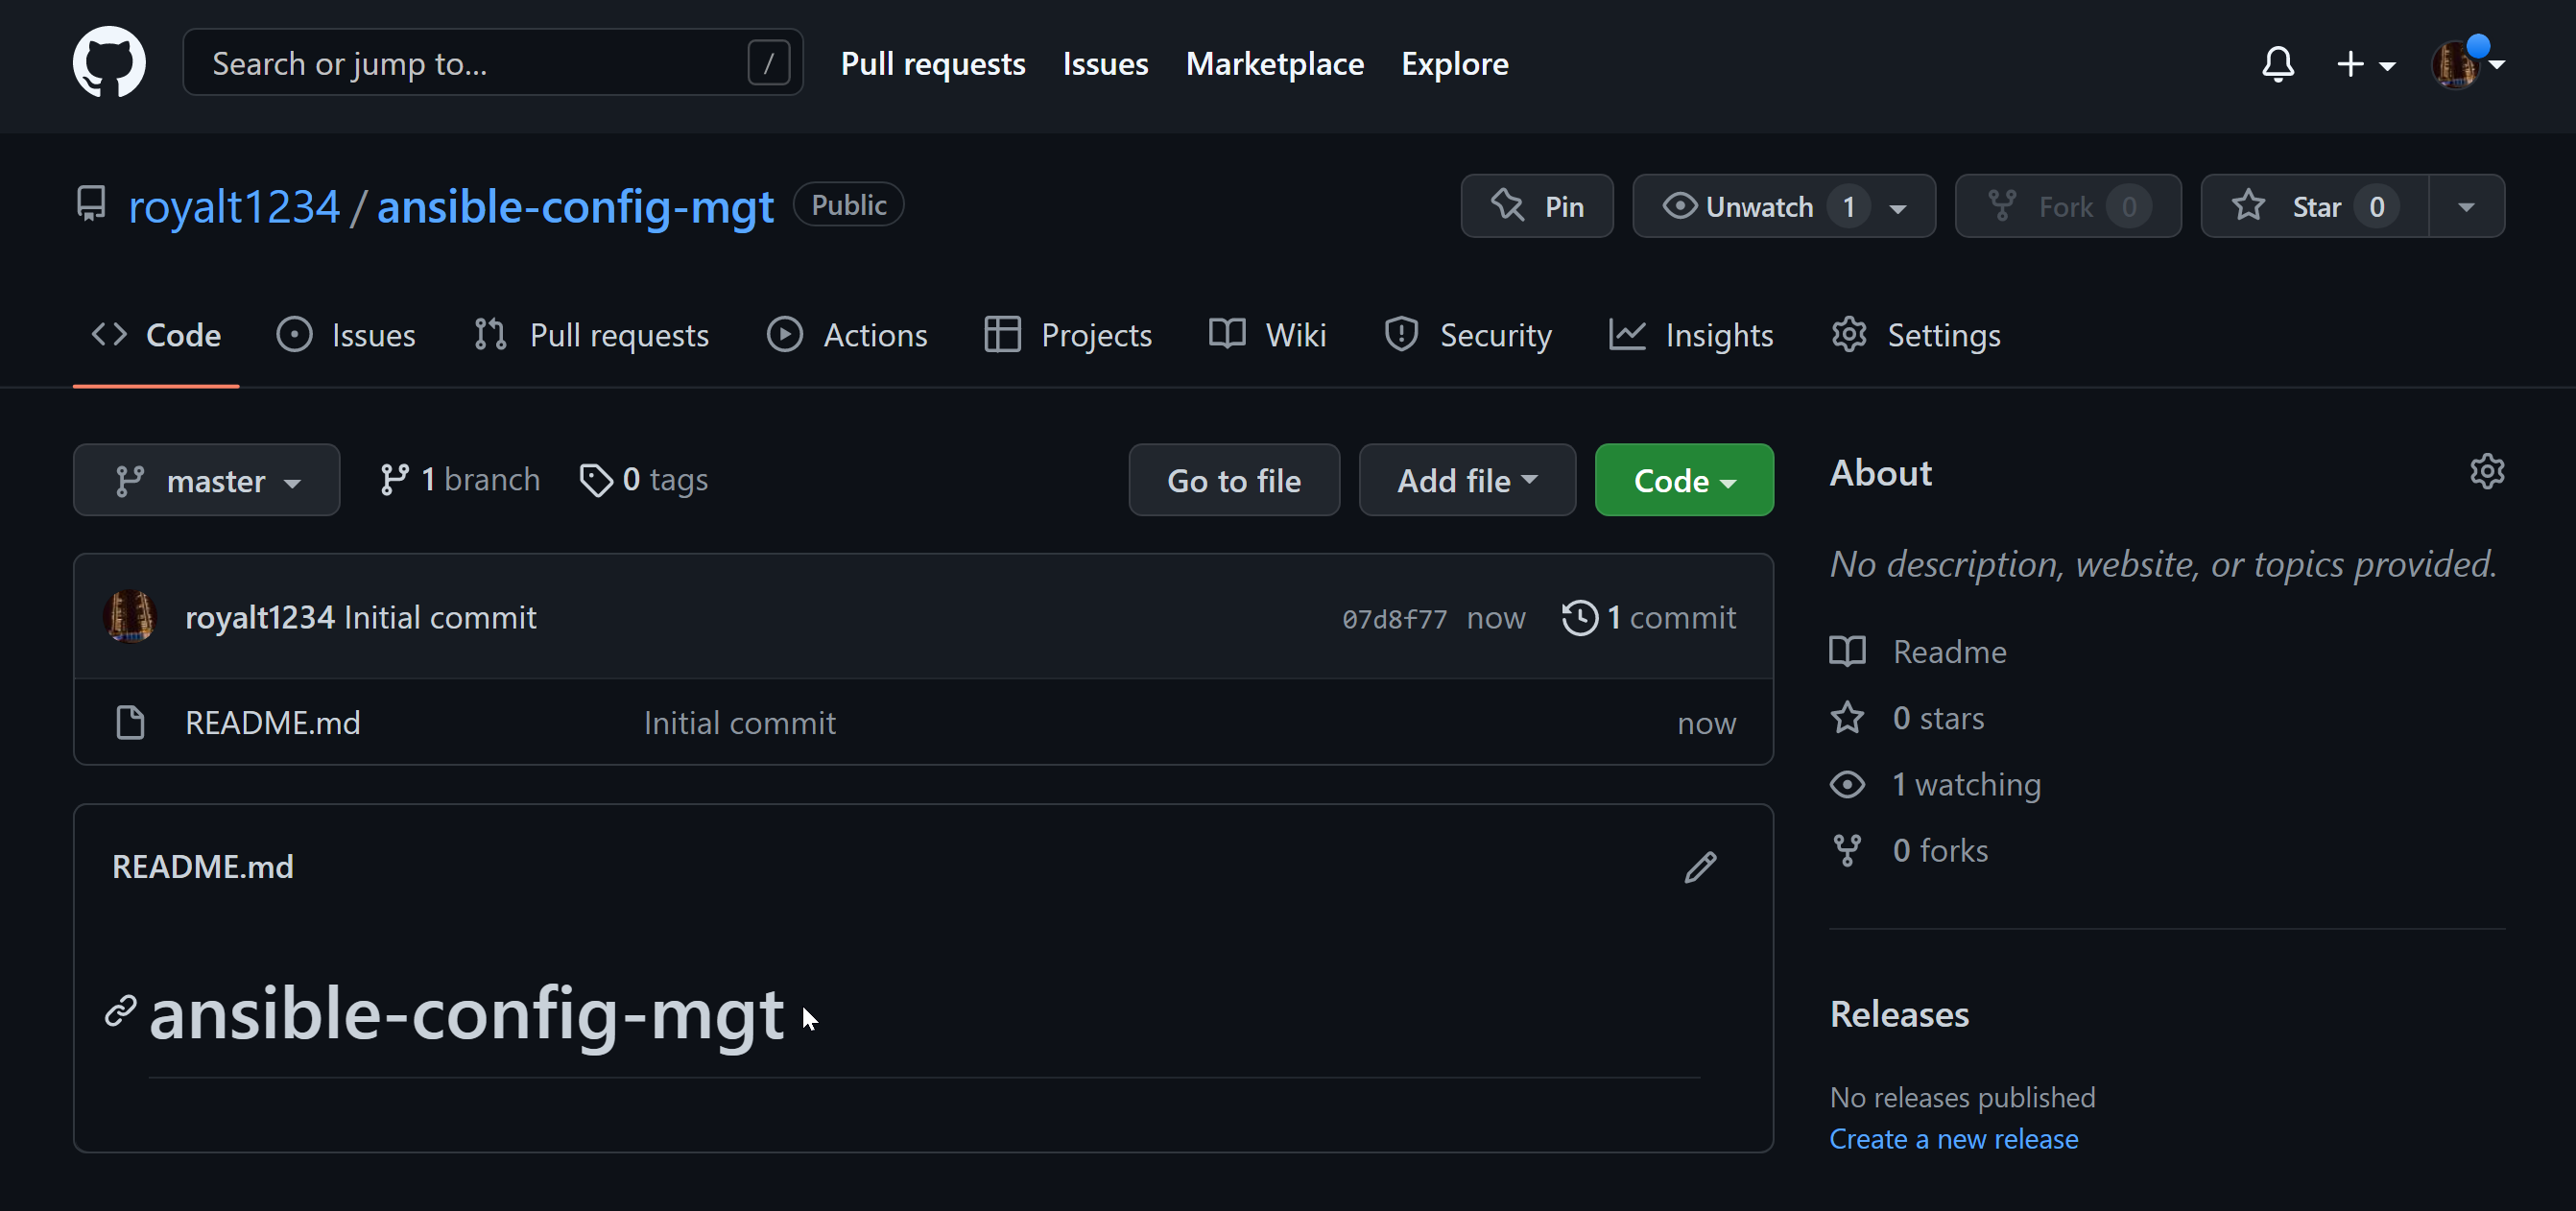 Search or jump to... / Pull requests Issues Marketplace Explore
royalt1234 / ansible-config-mgt Public Pin Unwatch 1 Fork 0 Star 0
Code Issues Pull requests Actions Projects Wiki Security Insights Settings
master 1 branch 0 tags Go to file Add file Code
royalt1234 Initial commit 07d8f77 now 1 commit
README.md Initial commit now
README.md
ansible-config-mgt
About
No description, website, or topics provided.
Readme
0 stars
1 watching
0 forks
Releases
No releases published
Create a new release